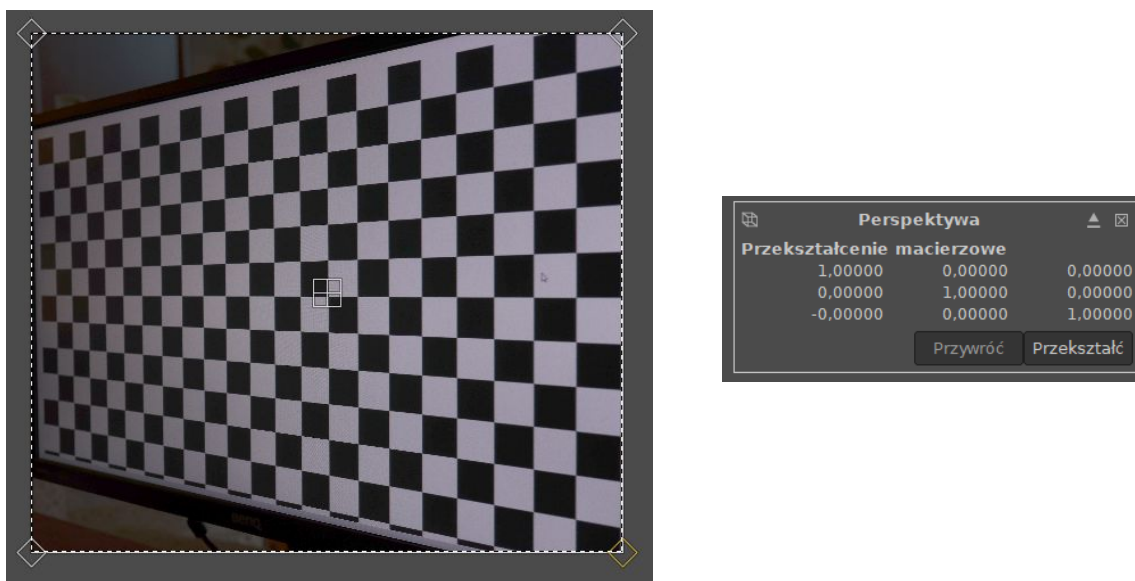 Perspektywa
Przekształcenie macierzowe
1,00000 0,00000 0,00000
0,00000 1,00000 0,00000
-0,00000 0,00000 1,00000
Przywróć Przekształć